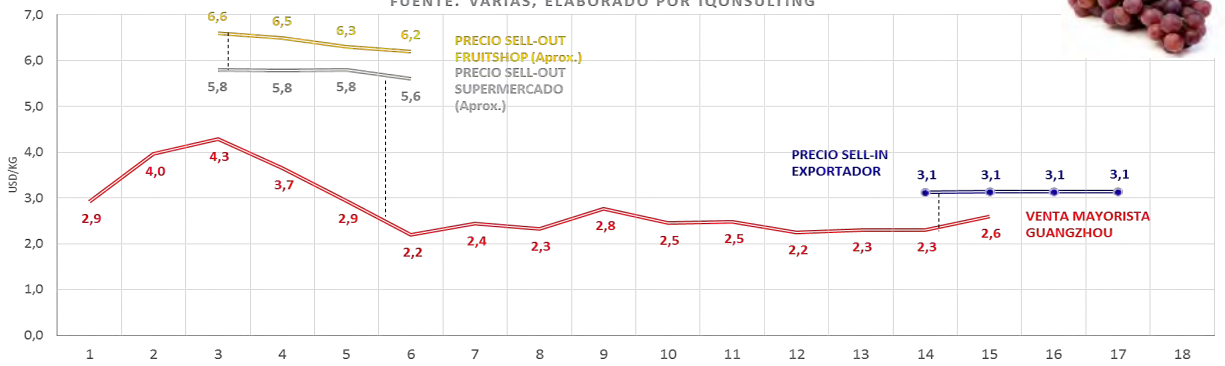 FUENTE: VARIAS, ELABORADO POR IQONSULTING
7,0
6,0
5,0
4,0
3,0
2,0
1,0
0,0
USD/KG
6,6
6,5
6,3
6,2
PRECIO SELL-OUT
FRUITSHOP (Aprox.)
5,8
5,8
5,8
5,6
PRECIO SELL-OUT
SUPERMERCADO
(Aprox.)
2,9
4,0
4,3
3,7
2,9
2,2
2,4
2,3
2,8
2,5
2,5
2,2
2,3
2,3
2,6
PRECIO SELL-IN
EXPORTADOR
3,1
3,1
3,1
3,1
VENTA MAYORISTA
GUANGZHOU
1 2 3 4 5 6 7 8 9 10 11 12 13 14 15 16 17 18